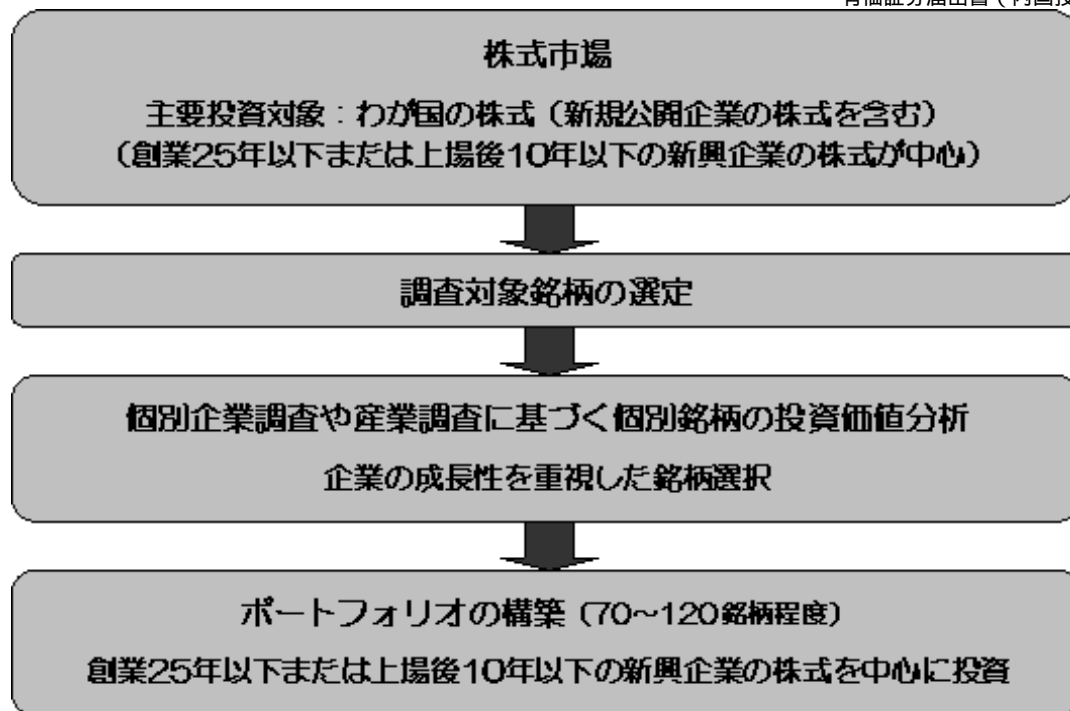 株式市場
主要投資対象：わが国の株式（新規公開企業の株式を含む）
（創業25年以下または上場後10年以下の新興企業の株式が中心）
調査対象銘柄の選定
個別企業調査や産業調査に基づく個別銘柄の投資価値分析
企業の成長性を重視した銘柄選択
ポートフォリオの構築（70～120銘柄程度）
創業25年以下または上場後10年以下の新興企業の株式を中心に投資